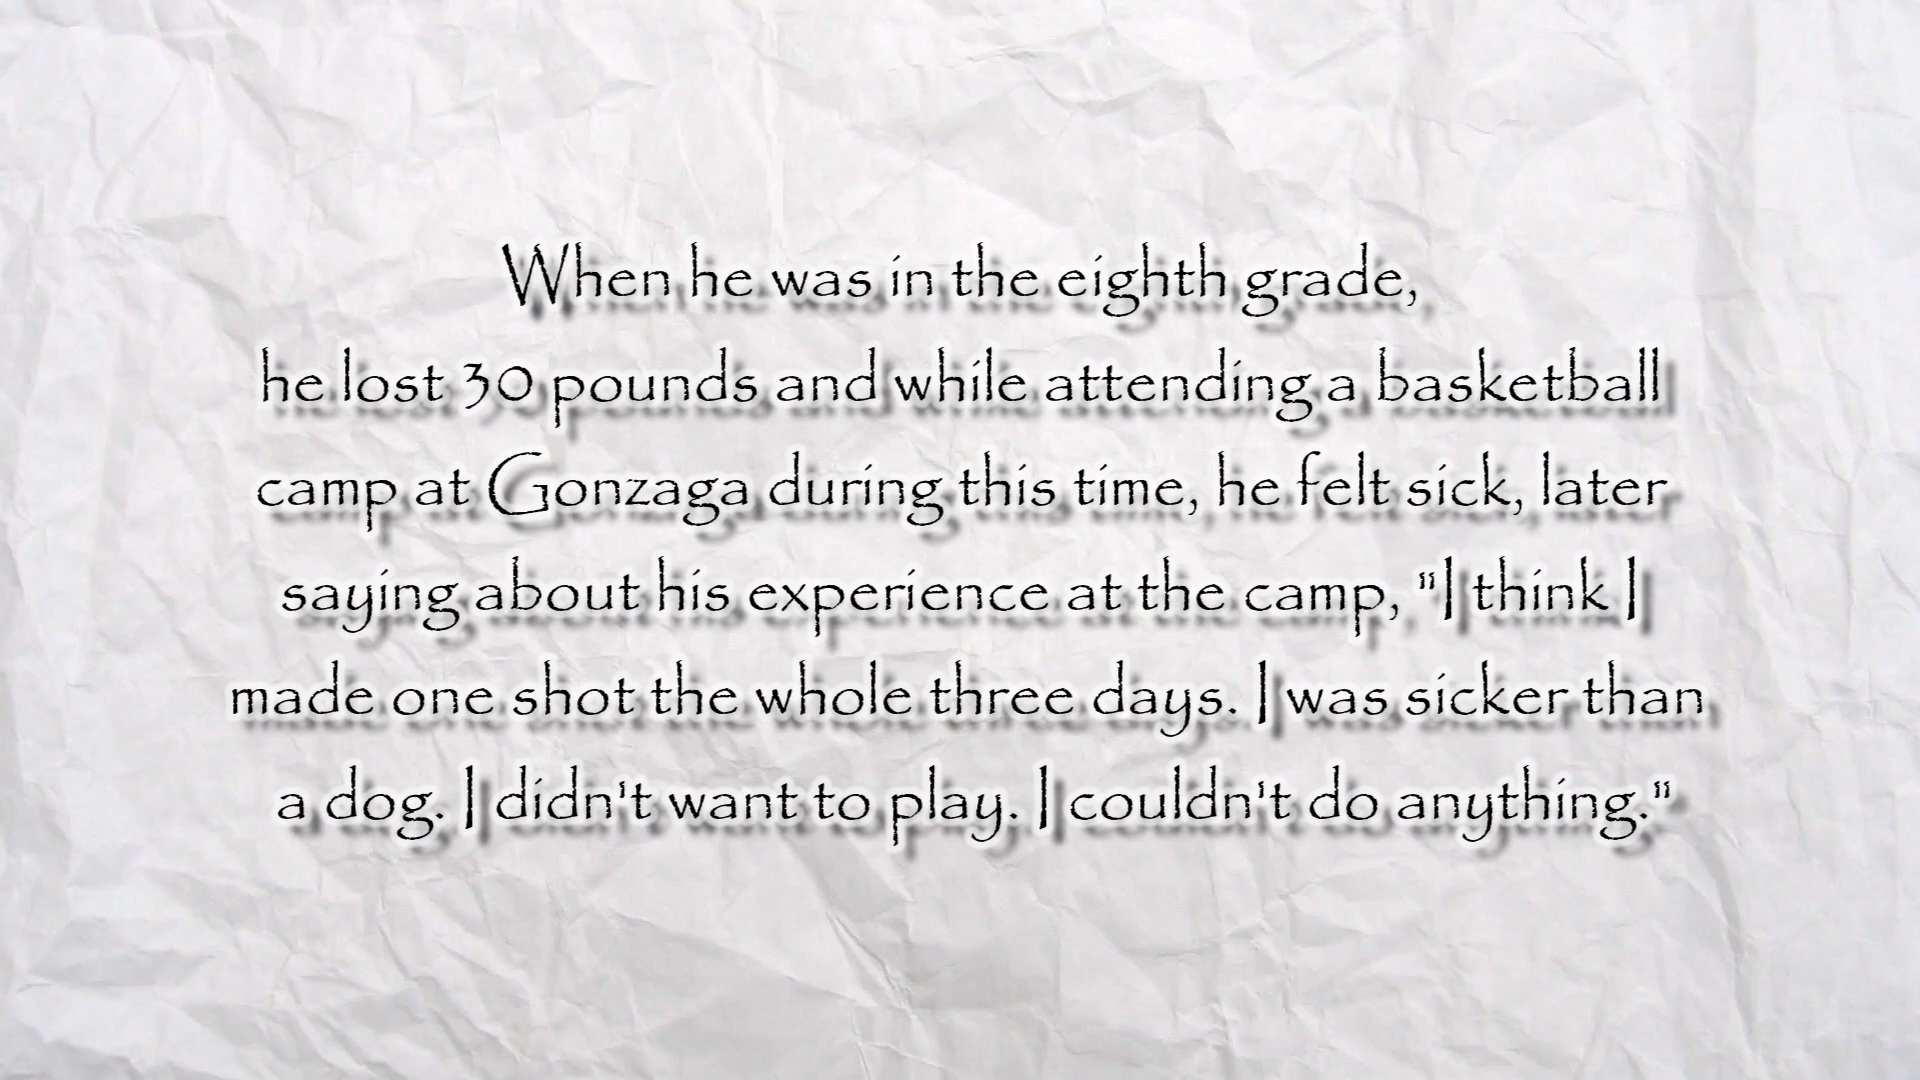 When he was in the eighth grade,
he lost 30 pounds and while attending a basketball
camp at Gonzaga during this time, he felt sick, later
saying about his experience at the camp, "I think I
made one shot the whole three days. I was sicker than
a dog. I didn't want to play. I couldn't do anything."